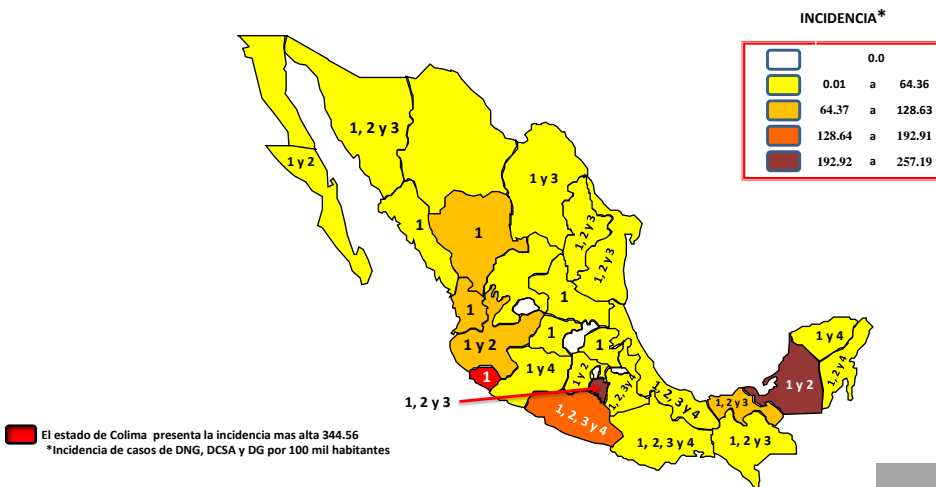 INCIDENCIA*
0.0
0.01 a 64.36
64.37 a 128.63
128.64 a 192.91
192.92 a 257.19
1, 2 y 3
1 y 2
1 y 3
1
1, 2 y 3
1, 2 y 3
1
1
1
1
1
1 y 2
1 y 4
1 y 2
1
1, 2 y 3
1, 2, 3 y 4
1, 2, 3 y 4
1, 2, 3 y 4
1, 2, 3 y 4
1, 2 y 3
1, 2 y 3
1 y 2
1 y 4
1, 2 y 4
El estado de Colima presenta la incidencia mas alta 344.56
*Incidencia de casos de DNG, DCSA y DG por 100 mil habitantes